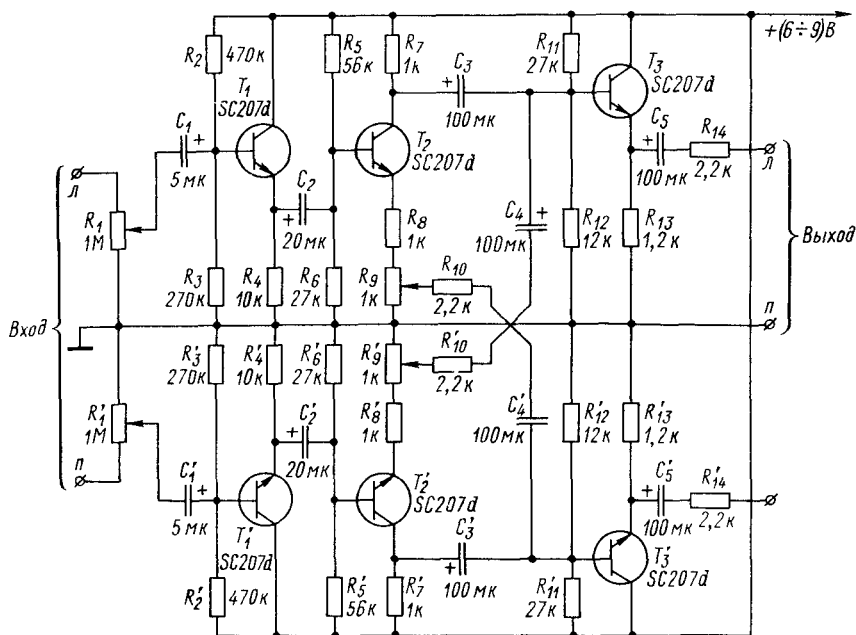 R2 470к
R5
56к
R7
1к
C3
+
100мк
R11
27к
T3
SC207d
+(6÷9)В
T1
SC207d
C1
+
5мк
T2
SC207d
C5
+
100мк
R14
2,2к
Л
Вход
Л
R1
1М
C2
+
20мк
R8
1к
C4
+
100мк
R12
12к
R13
1,2к
Выход
R3
270к
R4
10к
R6
27к
R9
1к
R10
2,2к
П
R'3
270к
R'4
10к
R'6
27к
R'9
1к
R'10
2,2к
R'1
1М
C'2
+
20мк
R'8
1к
C'4
100мк
R'12
12к
R'13
1,2к
П
C'1
+
5мк
T'1
SC207d
T'2
SC207d
C'3
+
100мк
C'5
+
100мк
R'14
2,2к
T'3
SC207d
R'2 470к
R'5
56к
R'7
1к
R'11
27к